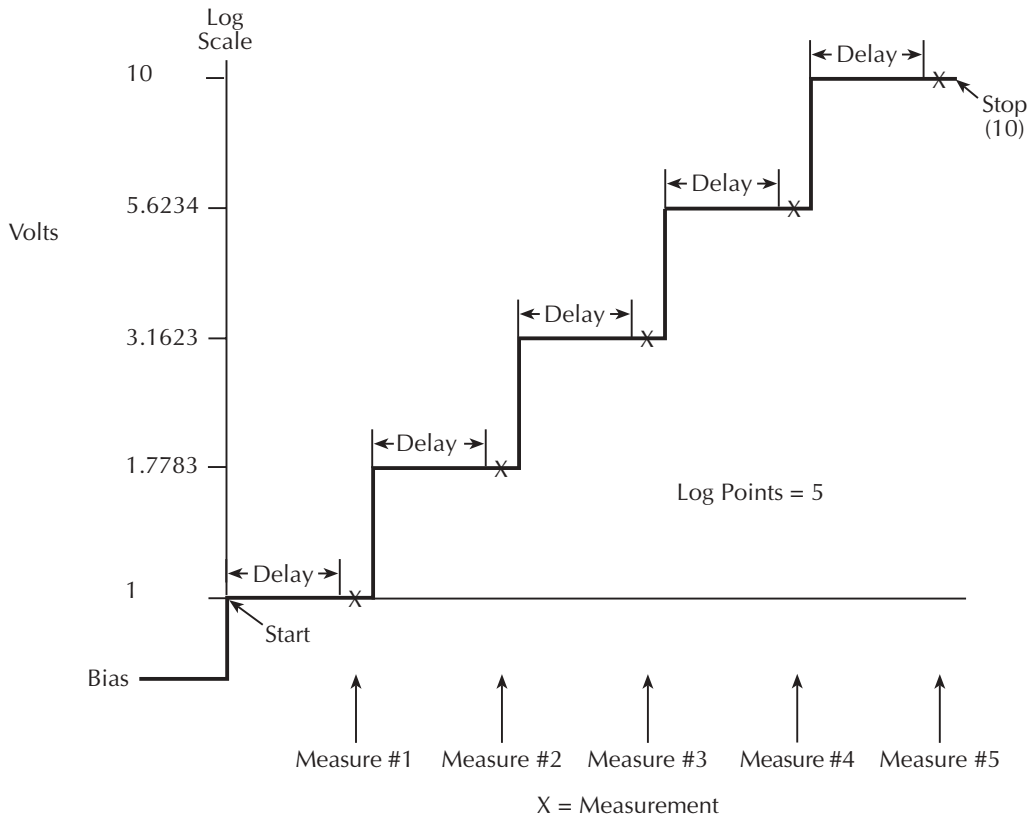 Log
Scale
10
Delay
Stop
(10)
Delay
5.6234
Volts
Delay
3.1623
Delay
1.7783
Log Points = 5
Delay
1
Start
Bias
Measure #1 Measure #2 Measure #3 Measure #4 Measure #5
X = Measurement
X
X
X
X
X